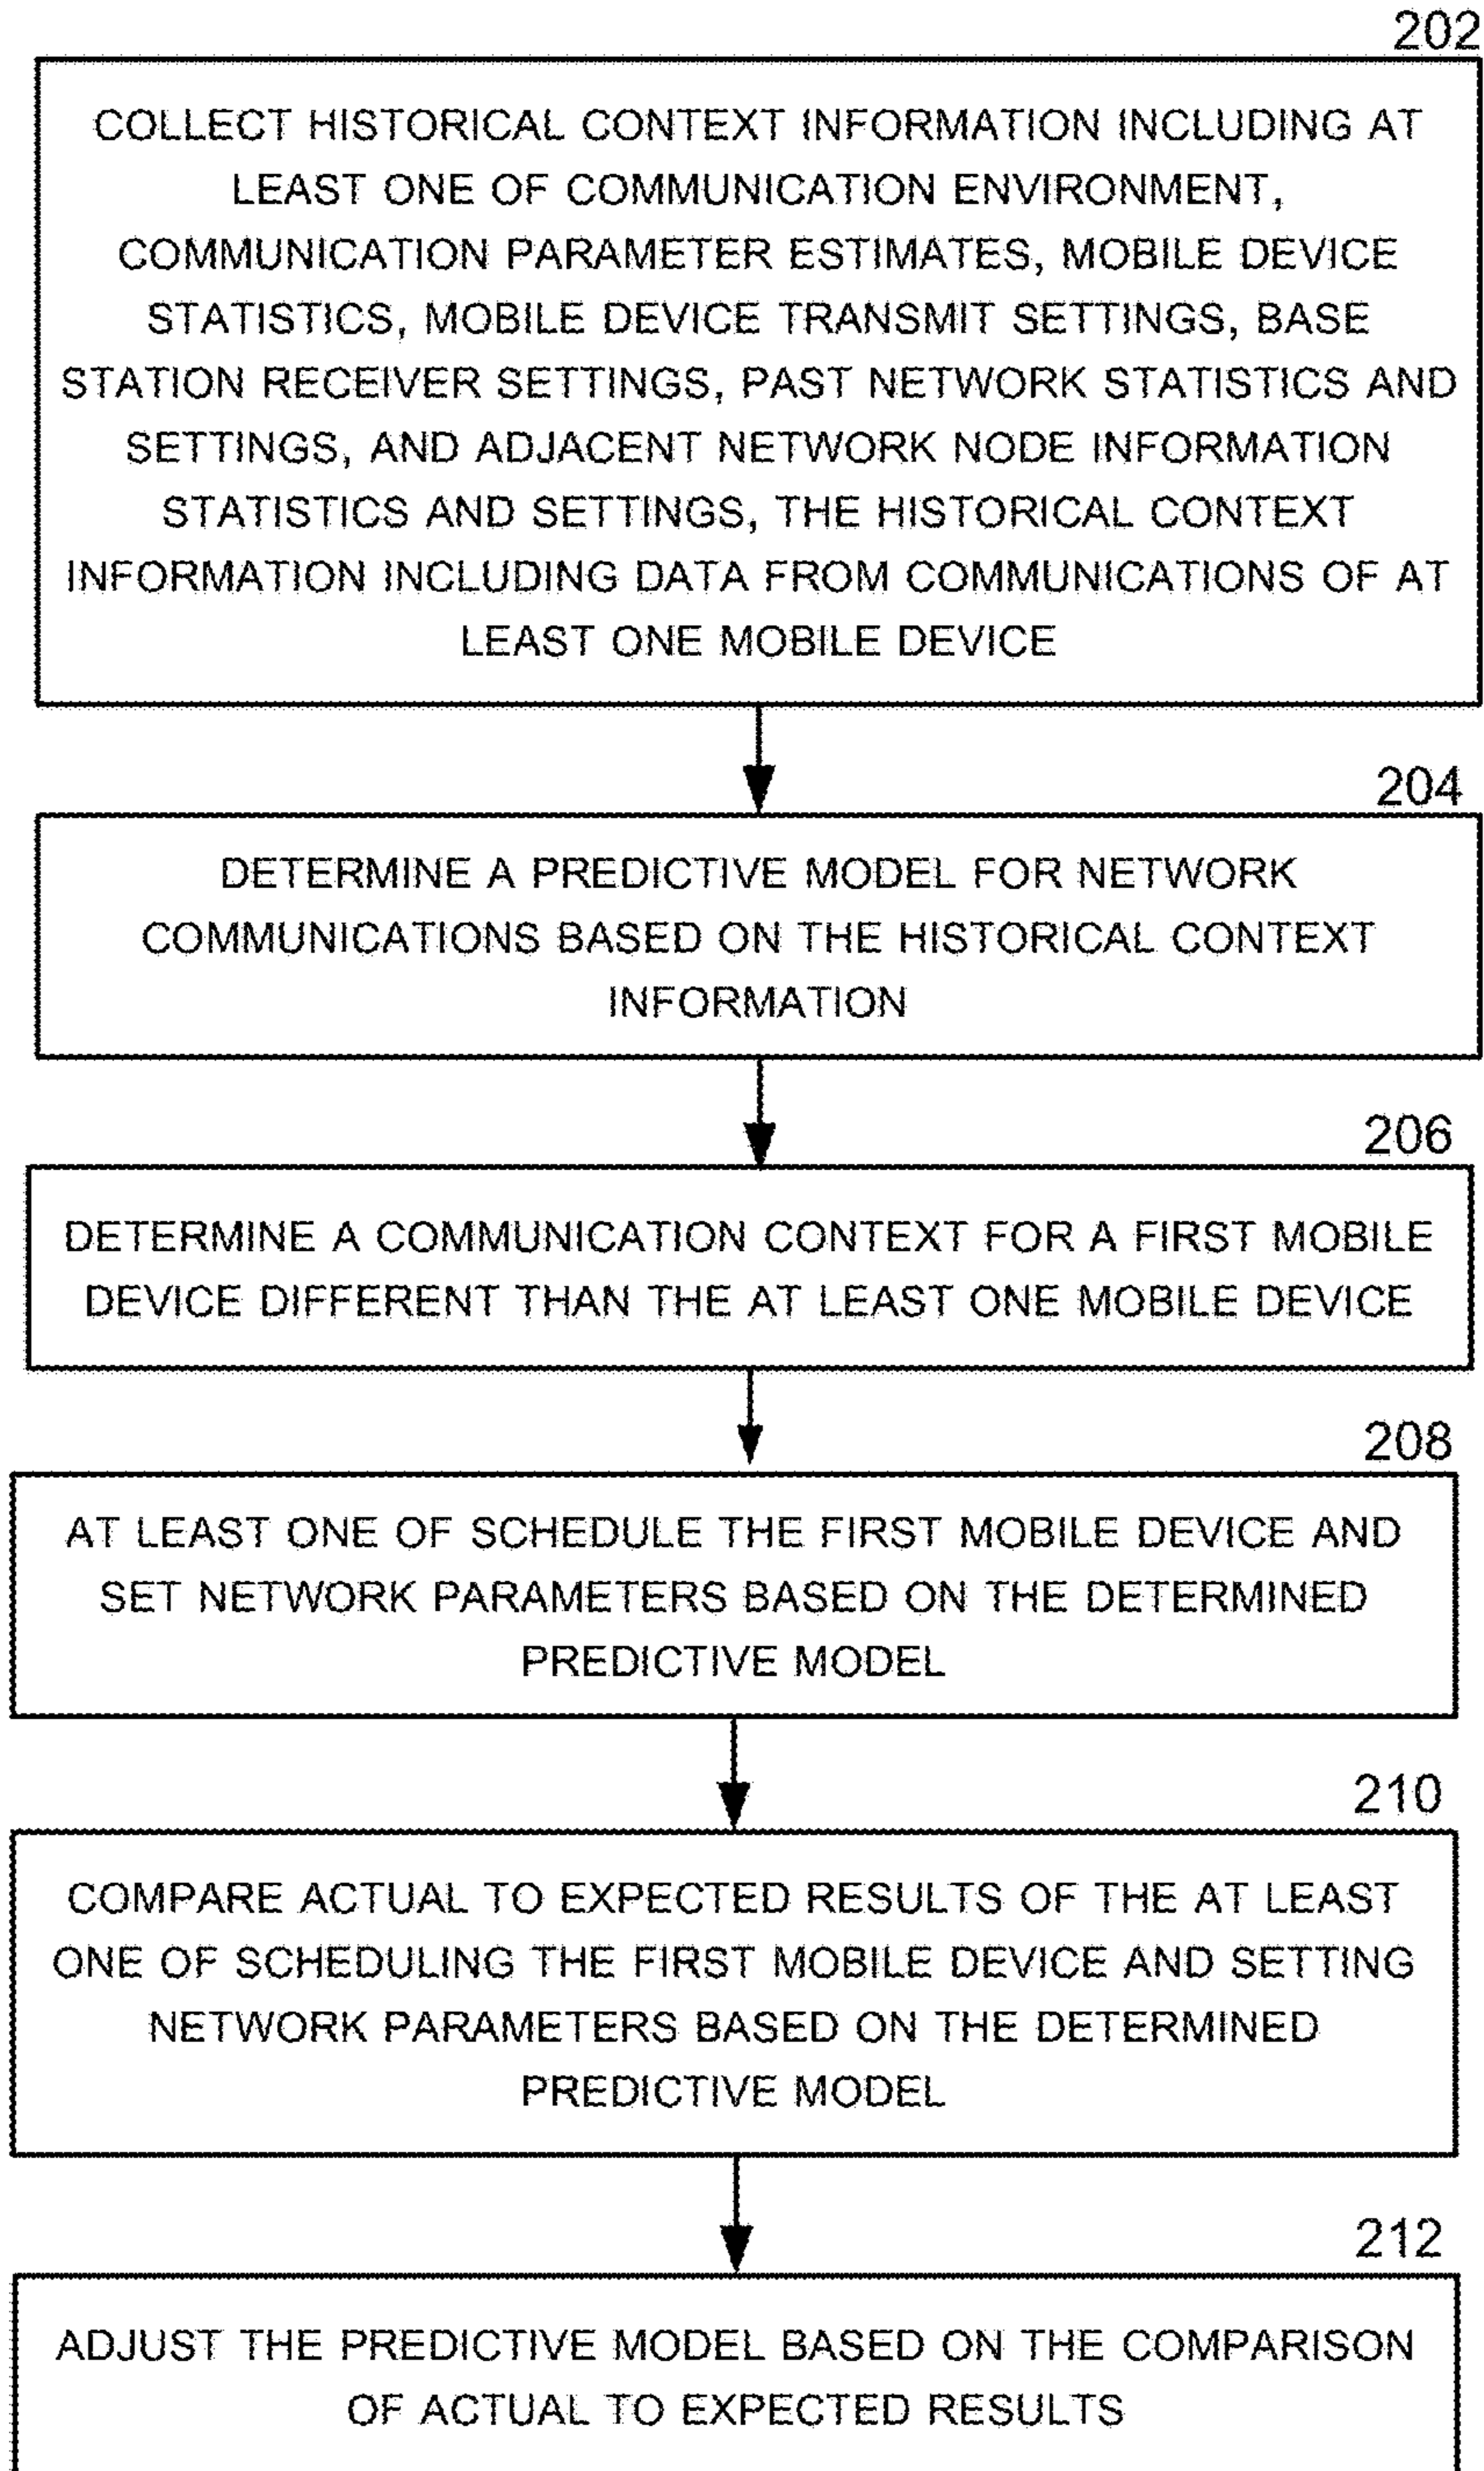 202
COLLECT HISTORICAL CONTEXT INFORMATION INCLUDING AT
LEAST ONE OF COMMUNICATION ENVIRONMENT,
COMMUNICATION PARAMETER ESTIMATES, MOBILE DEVICE
STATISTICS, MOBILE DEVICE TRANSMIT SETTINGS, BASE
STATION RECEIVER SETTINGS, PAST NETWORK STATISTICS AND
SETTINGS, AND ADJACENT NETWORK NODE INFORMATION
STATISTICS AND SETTINGS, THE HISTORICAL CONTEXT
INFORMATION INCLUDING DATA FROM COMMUNICATIONS OF AT
LEAST ONE MOBILE DEVICE
204
DETERMINE A PREDICTIVE MODEL FOR NETWORK
COMMUNICATIONS BASED ON THE HISTORICAL CONTEXT
INFORMATION
206
DETERMINE A COMMUNICATION CONTEXT FOR A FIRST MOBILE
DEVICE DIFFERENT THAN THE AT LEAST ONE MOBILE DEVICE
208
AT LEAST ONE OF SCHEDULE THE FIRST MOBILE DEVICE AND
SET NETWORK PARAMETERS BASED ON THE DETERMINED
PREDICTIVE MODEL
210
COMPARE ACTUAL TO EXPECTED RESULTS OF THE AT LEAST
ONE OF SCHEDULING THE FIRST MOBILE DEVICE AND SETTING
NETWORK PARAMETERS BASED ON THE DETERMINED
PREDICTIVE MODEL
212
ADJUST THE PREDICTIVE MODEL BASED ON THE COMPARISON
OF ACTUAL TO EXPECTED RESULTS